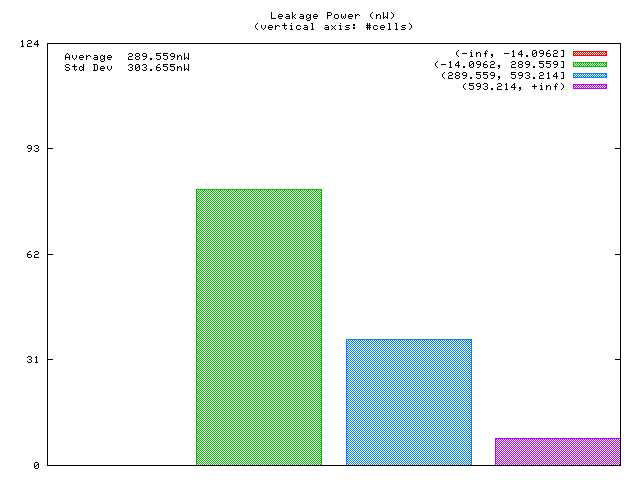 Leakage Power (nW)
(vertical axis: #cells)
124
Average 289.559nW
Std Dev 303.655nW
(-inf, -14.0962]
(-14.0962, 289.559]
(289.559, 593.214]
(593.214, +inf)
93
62
31
0